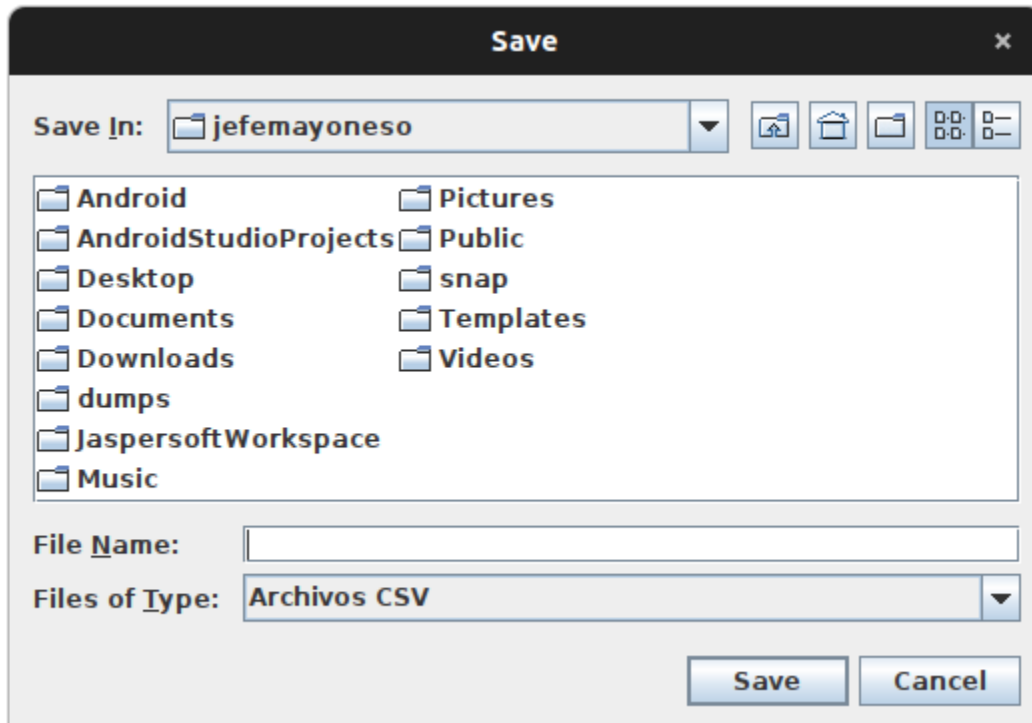 Save
Save In: jefemayoneso
Android
AndroidStudioProjects
Desktop
Documents
Downloads
dumps
JaspersoftWorkspace
Music
Pictures
Public
snap
Templates
Videos
File Name:
Files of Type: Archivos CSV
Save Cancel